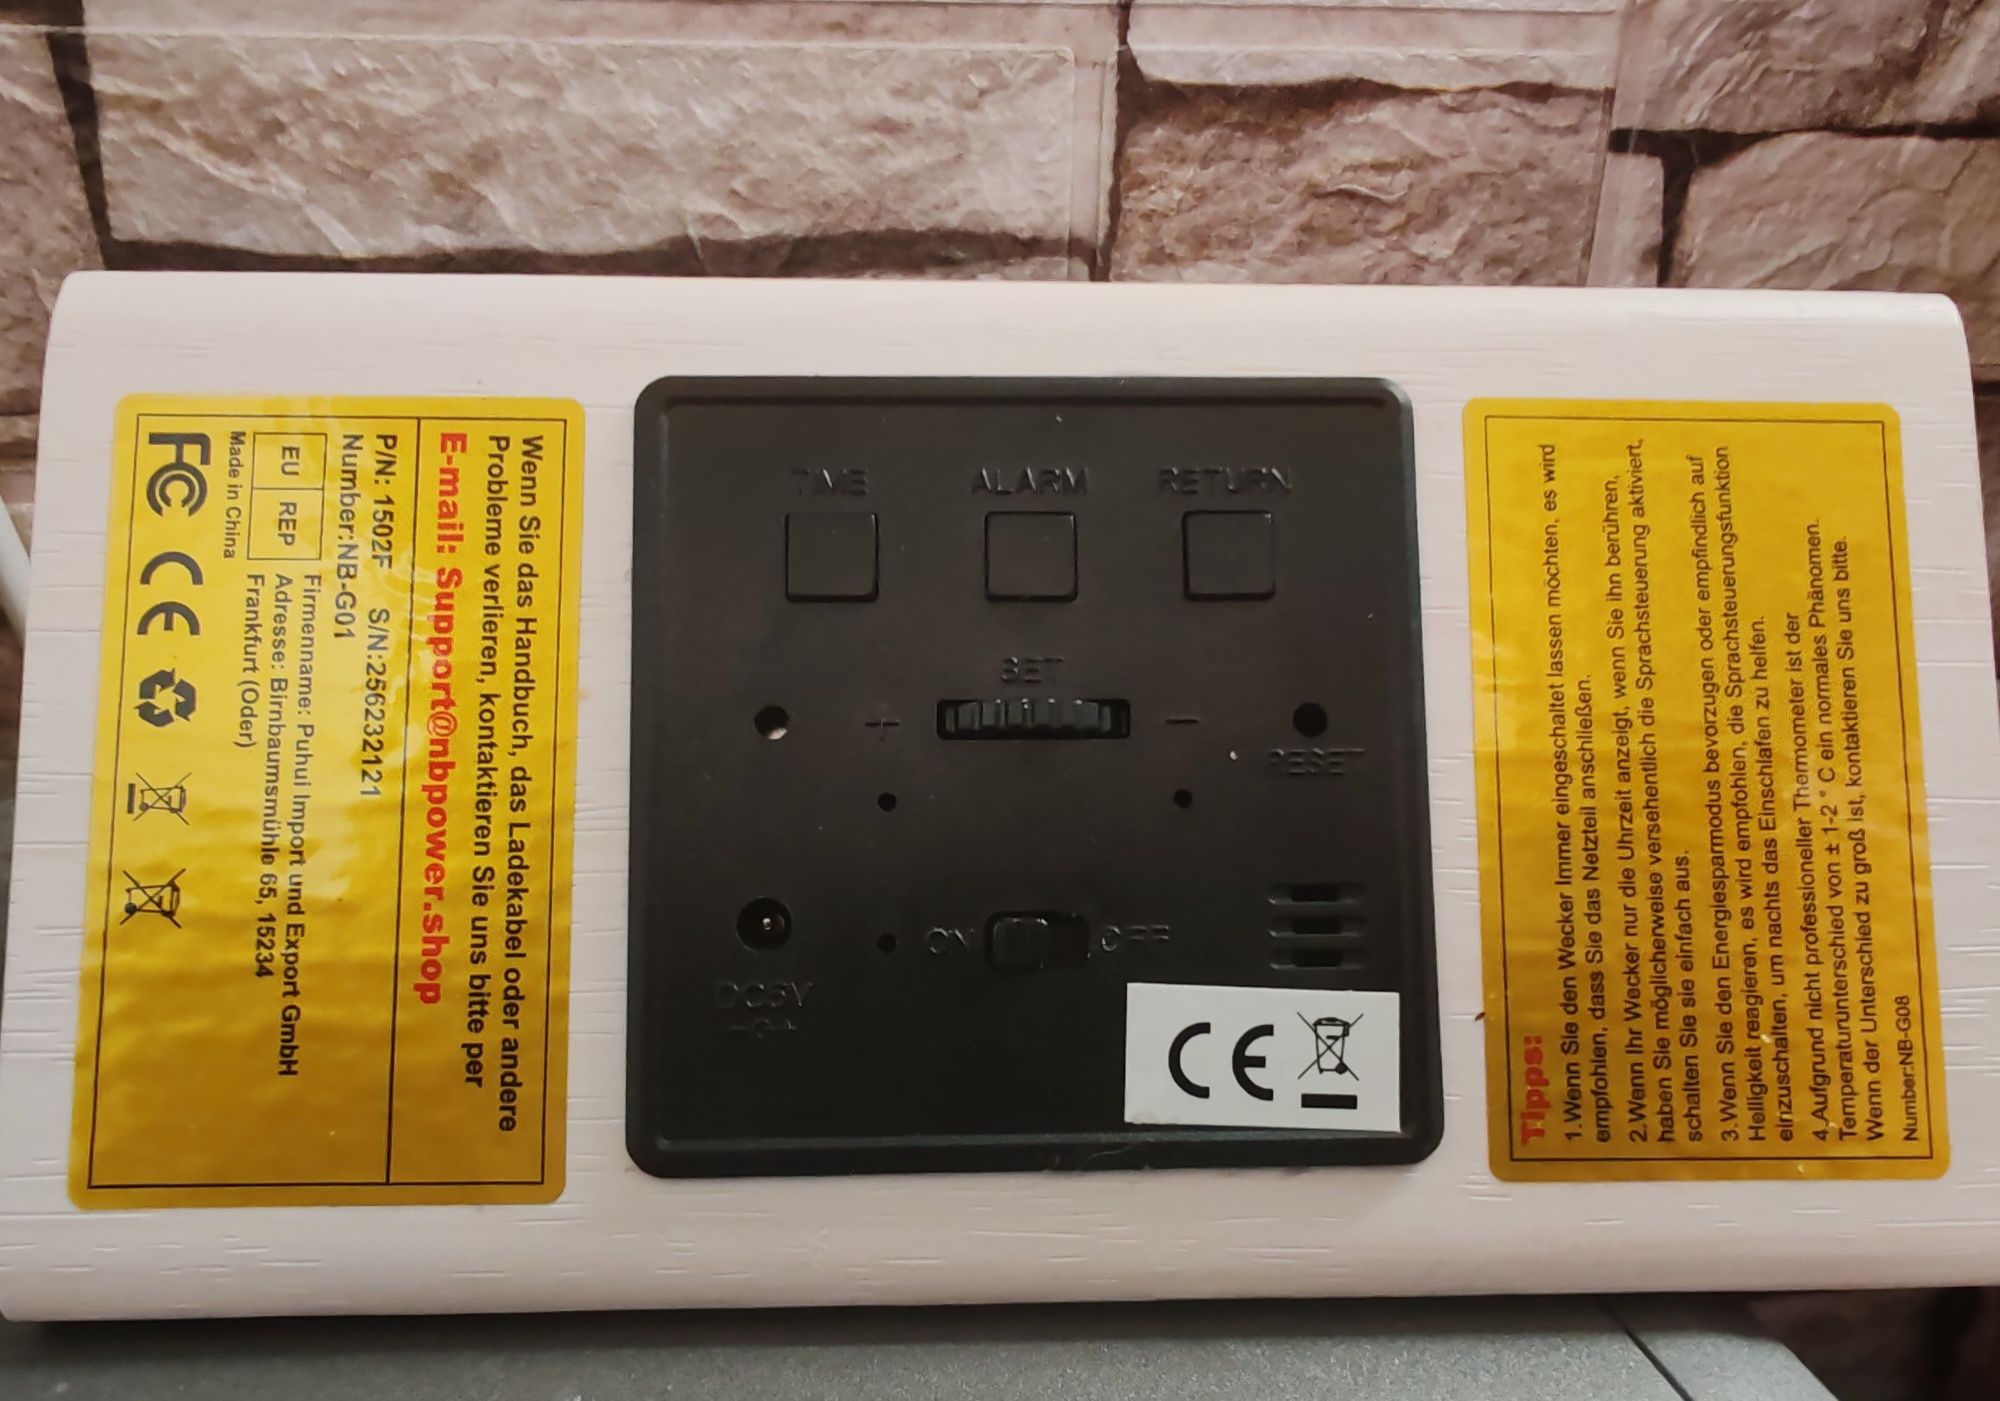 Wenn Sie das Handbuch, das Ladekabel oder andere
Probleme verlieren, kontaktieren Sie uns bitte per
E-mail: Support@nbpower.shop
P/N: 1502F S/N:2562232121
Number:NB-G01
EU REP
Firmenname: Puhui Import und Export GmbH
Adresse: Birnbaumsmühle 65, 15234
Frankfurt (Oder)
Made in China
FC CE
TIME ALARM RETURN
SET
+ −
RESET
ON OFF
DC5V
CE
Tipps:
1.Wenn Sie den Wecker Immer eingeschaltet lassen möchten, es wird
empfohlen, dass Sie das Netzteil anschließen.
2.Wenn Ihr Wecker nur die Uhrzeit anzeigt, wenn Sie ihn berühren,
haben Sie möglicherweise versehentlich die Sprachsteuerung aktiviert,
schalten Sie sie einfach aus.
3.Wenn Sie den Energiesparmodus bevorzugen oder empfindlich auf
Helligkeit reagieren, es wird empfohlen, die Sprachsteuerungsfunktion
einzuschalten, um nachts das Einschlafen zu helfen.
4.Aufgrund nicht professioneller Thermometer ist der
Temperaturunterschied von ± 1-2 ° C ein normales Phänomen.
Wenn der Unterschied zu groß ist, kontaktieren Sie uns bitte.
Number:NB-G08